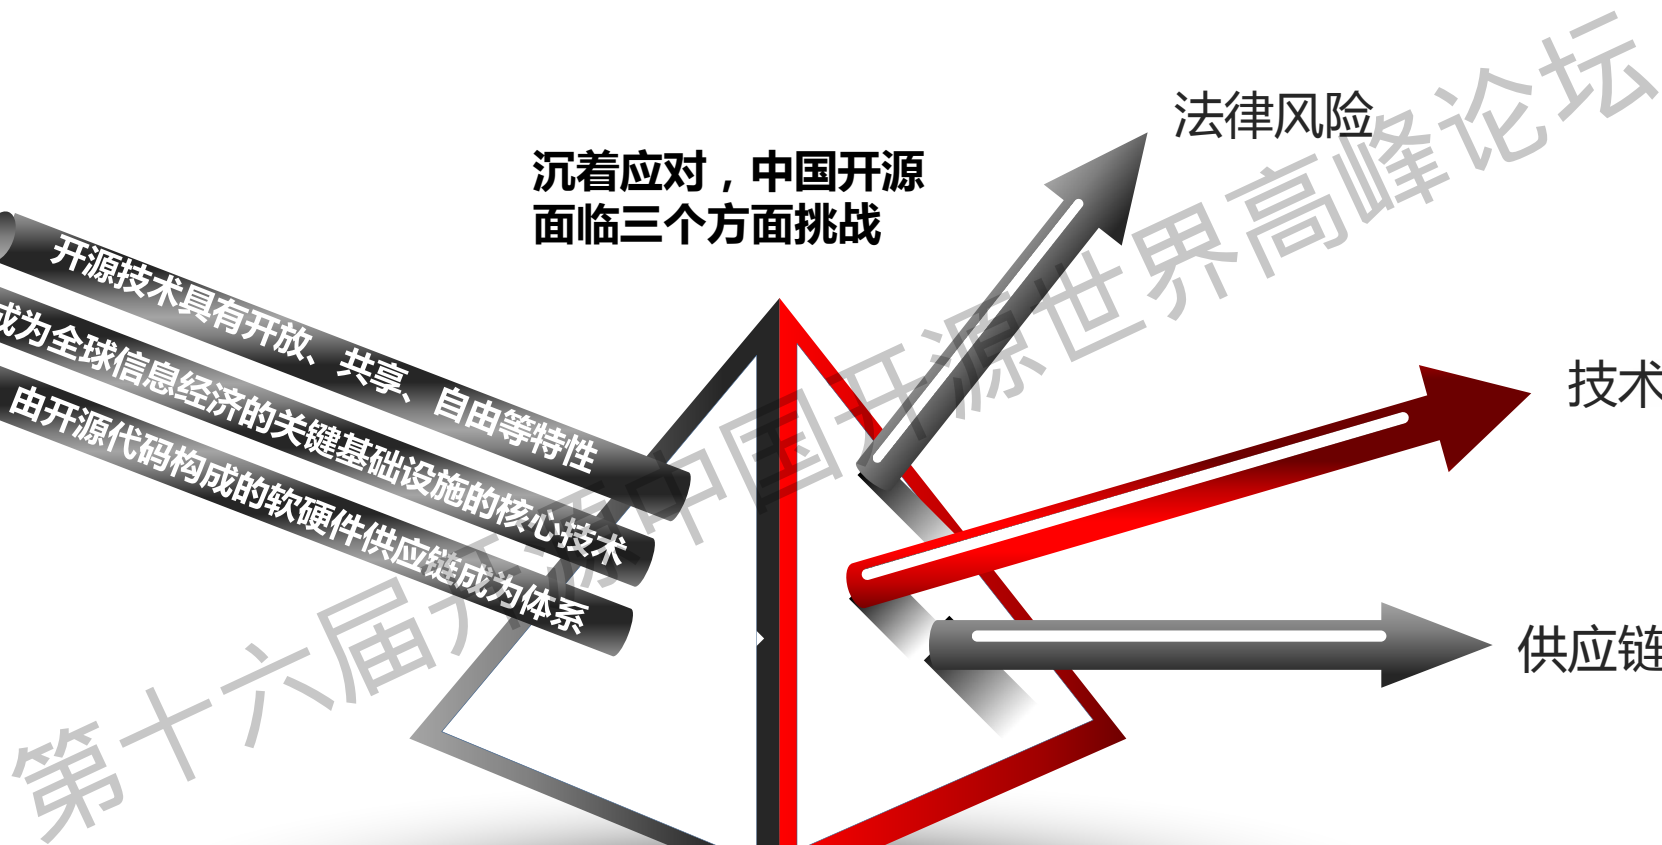 沉着应对，中国开源
面临三个方面挑战
开源技术具有开放、共享、自由等特性
成为全球信息经济的关键基础设施的核心技术
由开源代码构成的软硬件供应链成为体系
法律风险
技术
供应链
第十六届开源中国开源世界高峰论坛